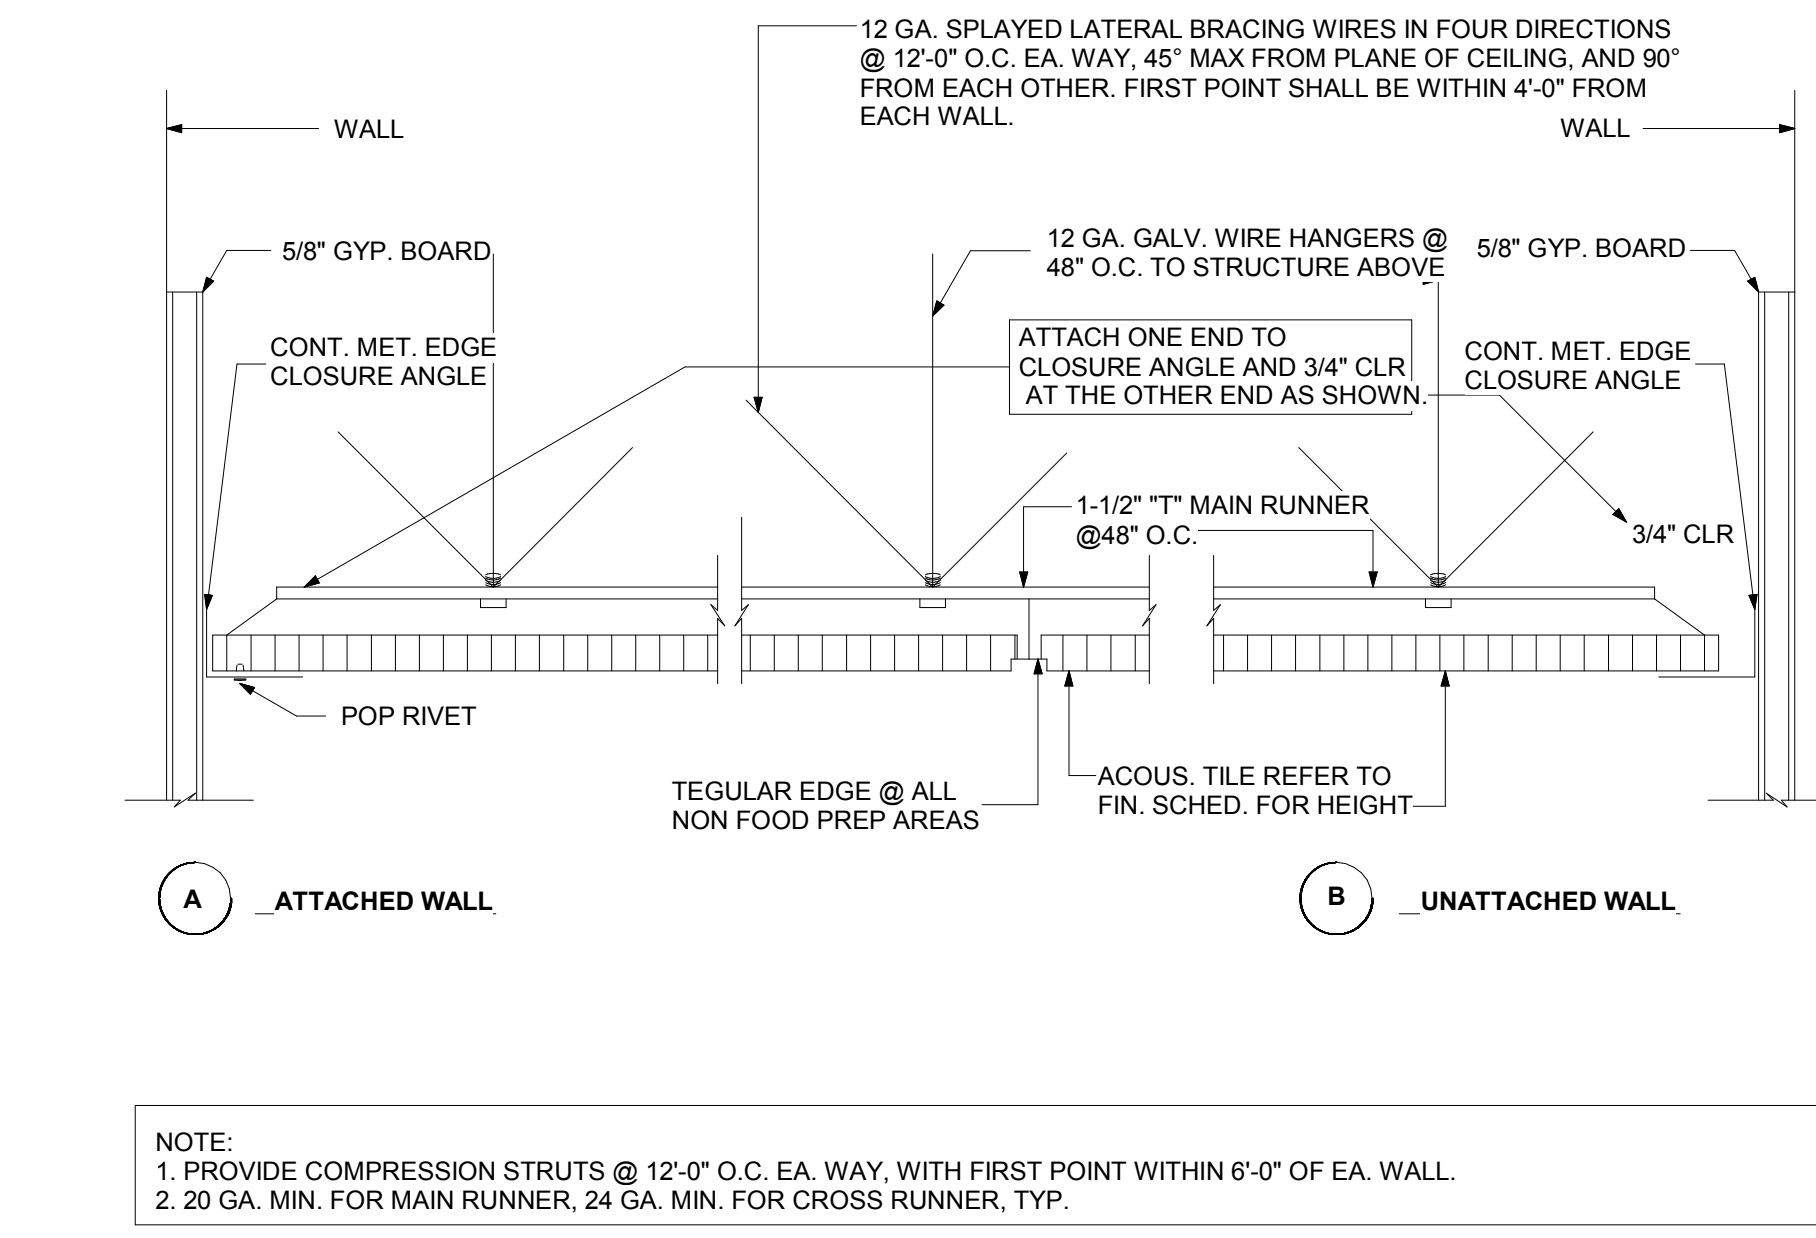 12 GA. SPLAYED LATERAL BRACING WIRES IN FOUR DIRECTIONS
@ 12'-0" O.C. EA. WAY, 45° MAX FROM PLANE OF CEILING, AND 90°
FROM EACH OTHER. FIRST POINT SHALL BE WITHIN 4'-0" FROM
EACH WALL.
WALL
WALL
5/8" GYP. BOARD
12 GA. GALV. WIRE HANGERS @
48" O.C. TO STRUCTURE ABOVE
5/8" GYP. BOARD
CONT. MET. EDGE
CLOSURE ANGLE
ATTACH ONE END TO
CLOSURE ANGLE AND 3/4" CLR
AT THE OTHER END AS SHOWN.
CONT. MET. EDGE
CLOSURE ANGLE
1-1/2" "T" MAIN RUNNER
@48" O.C.
3/4" CLR
POP RIVET
TEGULAR EDGE @ ALL
NON FOOD PREP AREAS
ACOUS. TILE REFER TO
FIN. SCHED. FOR HEIGHT
A ATTACHED WALL
B UNATTACHED WALL
NOTE:
1. PROVIDE COMPRESSION STRUTS @ 12'-0" O.C. EA. WAY, WITH FIRST POINT WITHIN 6'-0" OF EA. WALL.
2. 20 GA. MIN. FOR MAIN RUNNER, 24 GA. MIN. FOR CROSS RUNNER, TYP.